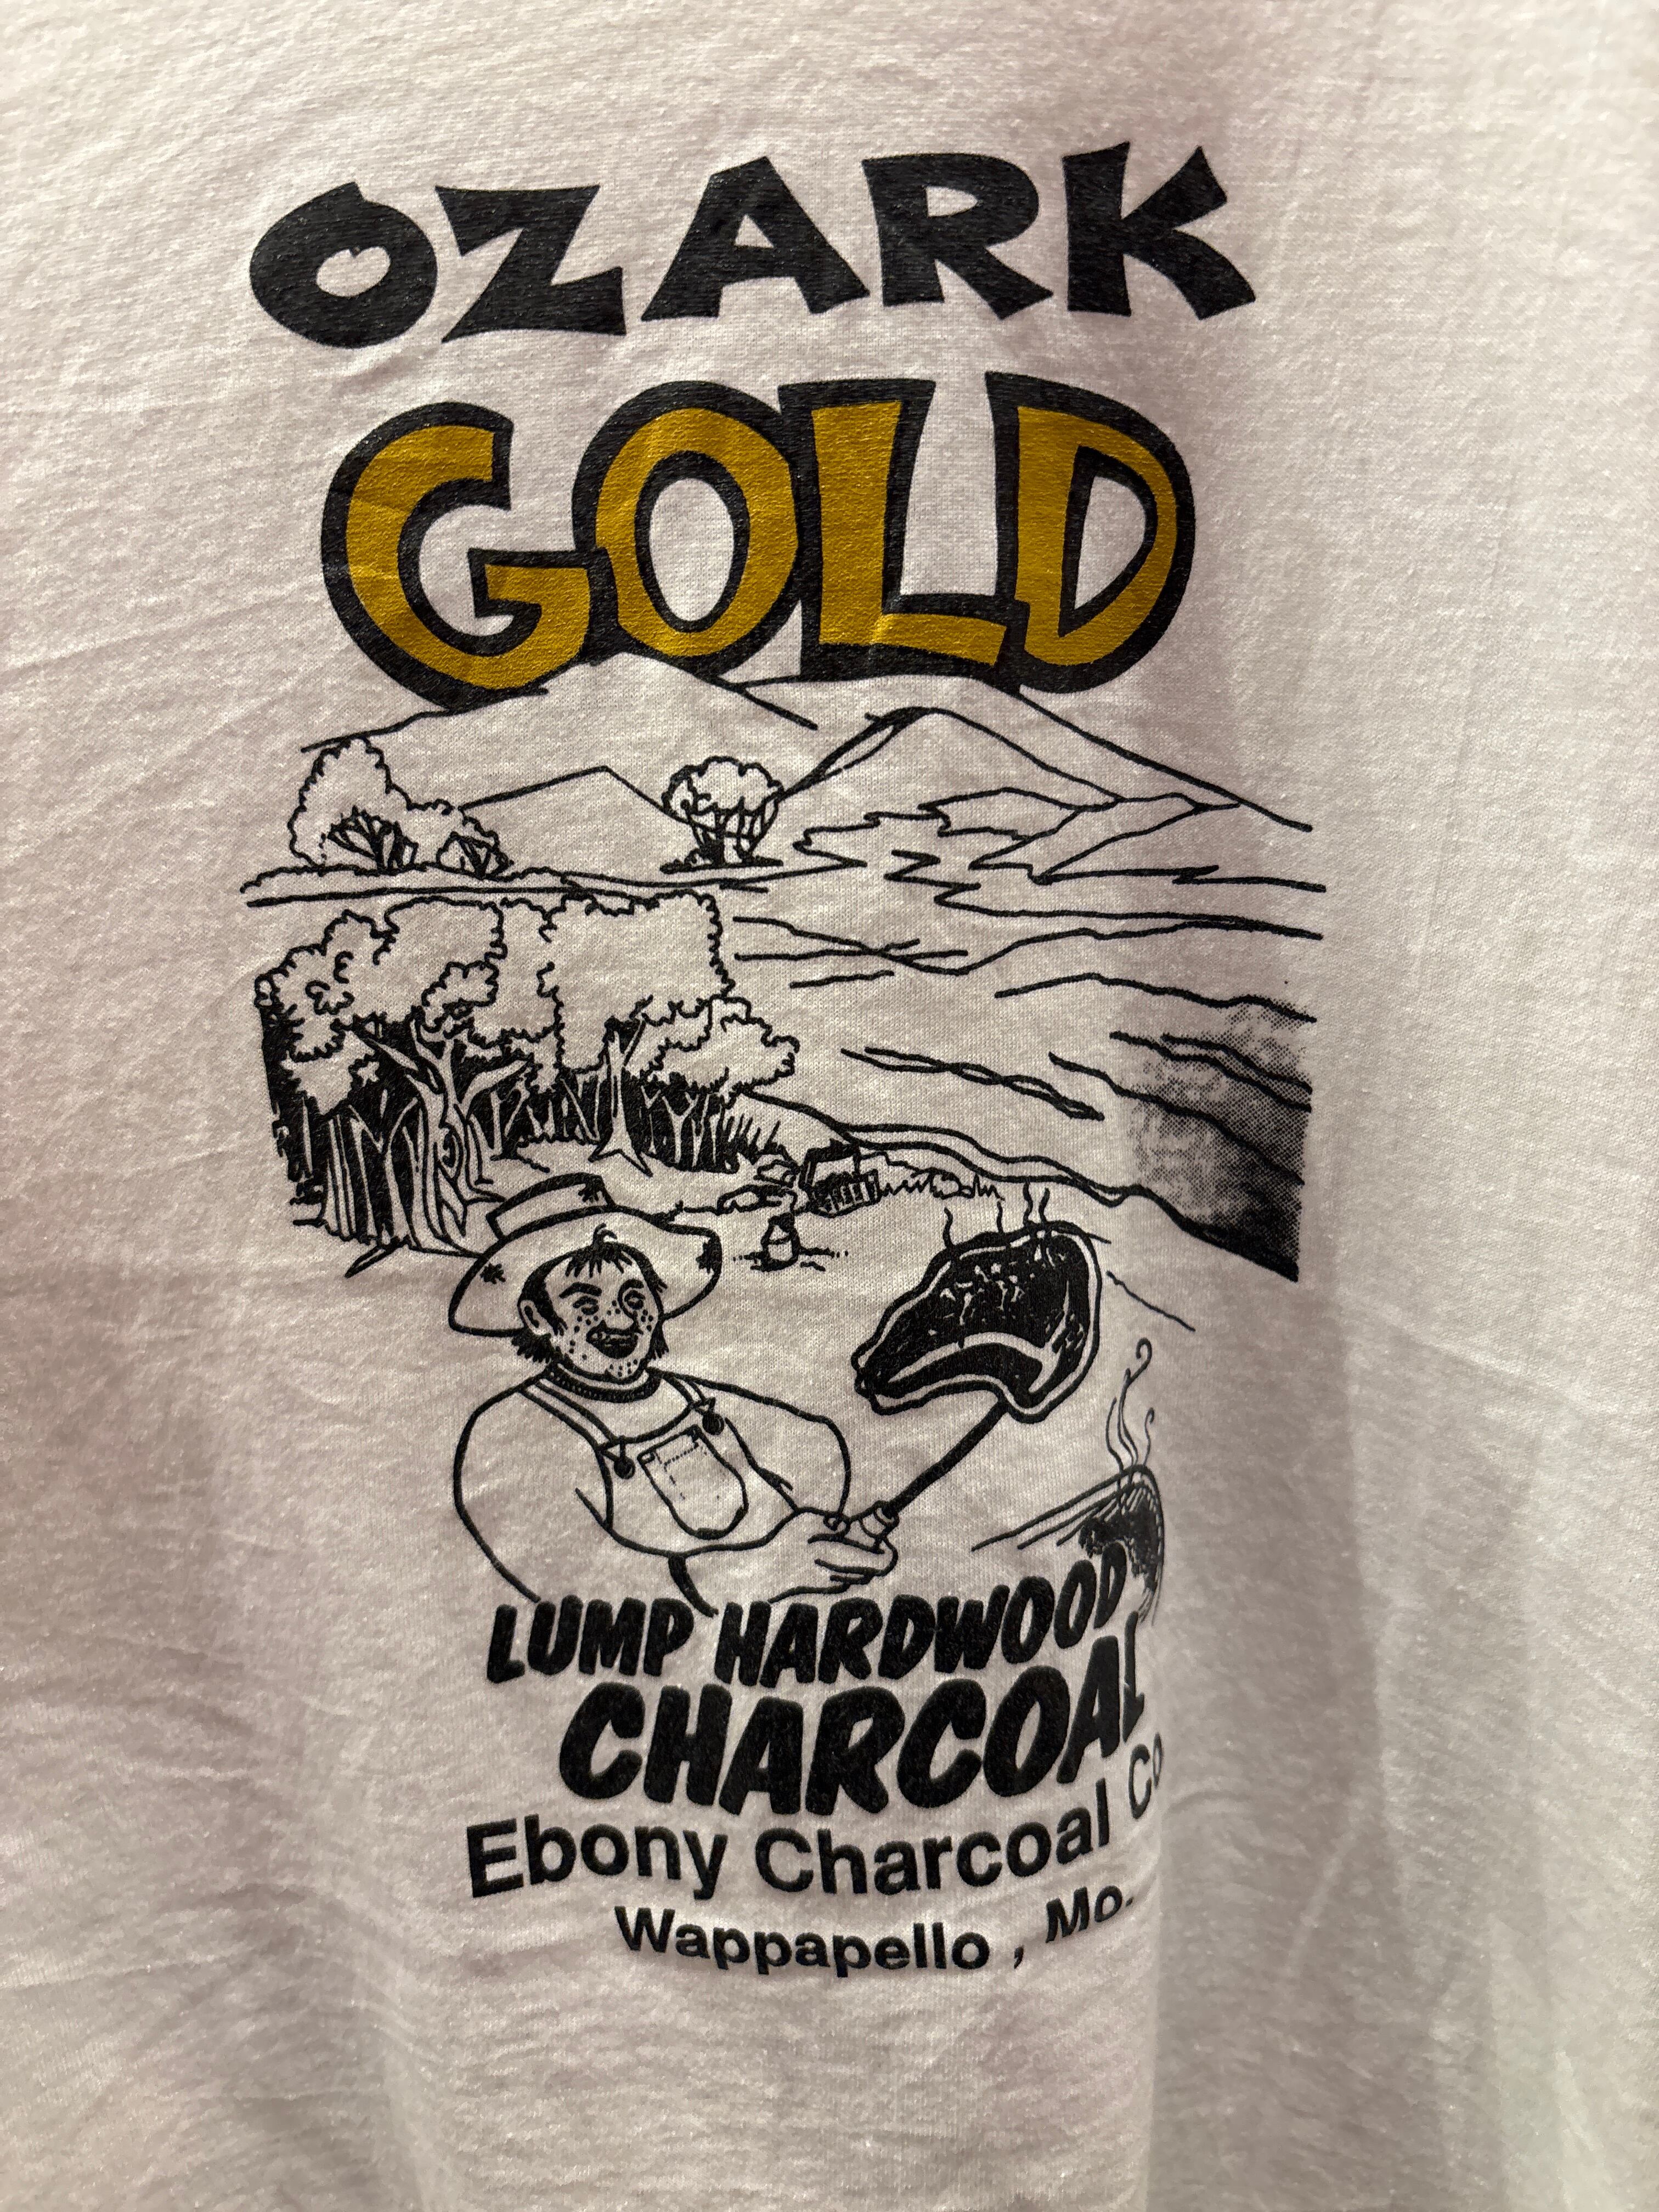 OZARK
GOLD
LUMP HARDWOOD
CHARCOAL
Ebony Charcoal Co
Wappapello , Mo.